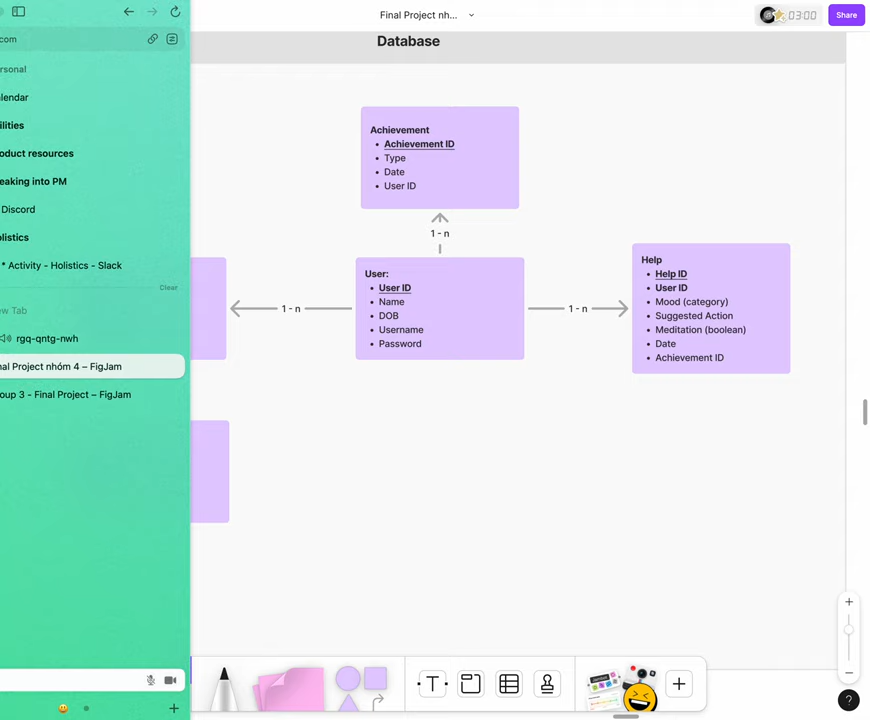 com
Final Project nh...
03:00
Share
Database
rsonal
lendar
ilities
oduct resources
eaking into PM
Discord
olistics
* Activity - Holistics - Slack
Clear
ew Tab
rgq-qntg-nwh
nal Project nhóm 4 – FigJam
oup 3 - Final Project – FigJam
Achievement
• Achievement ID
• Type
• Date
• User ID
1 - n
User:
• User ID
• Name
• DOB
• Username
• Password
1 - n
1 - n
Help
• Help ID
• User ID
• Mood (category)
• Suggested Action
• Meditation (boolean)
• Date
• Achievement ID
T
+
+
−
?
+